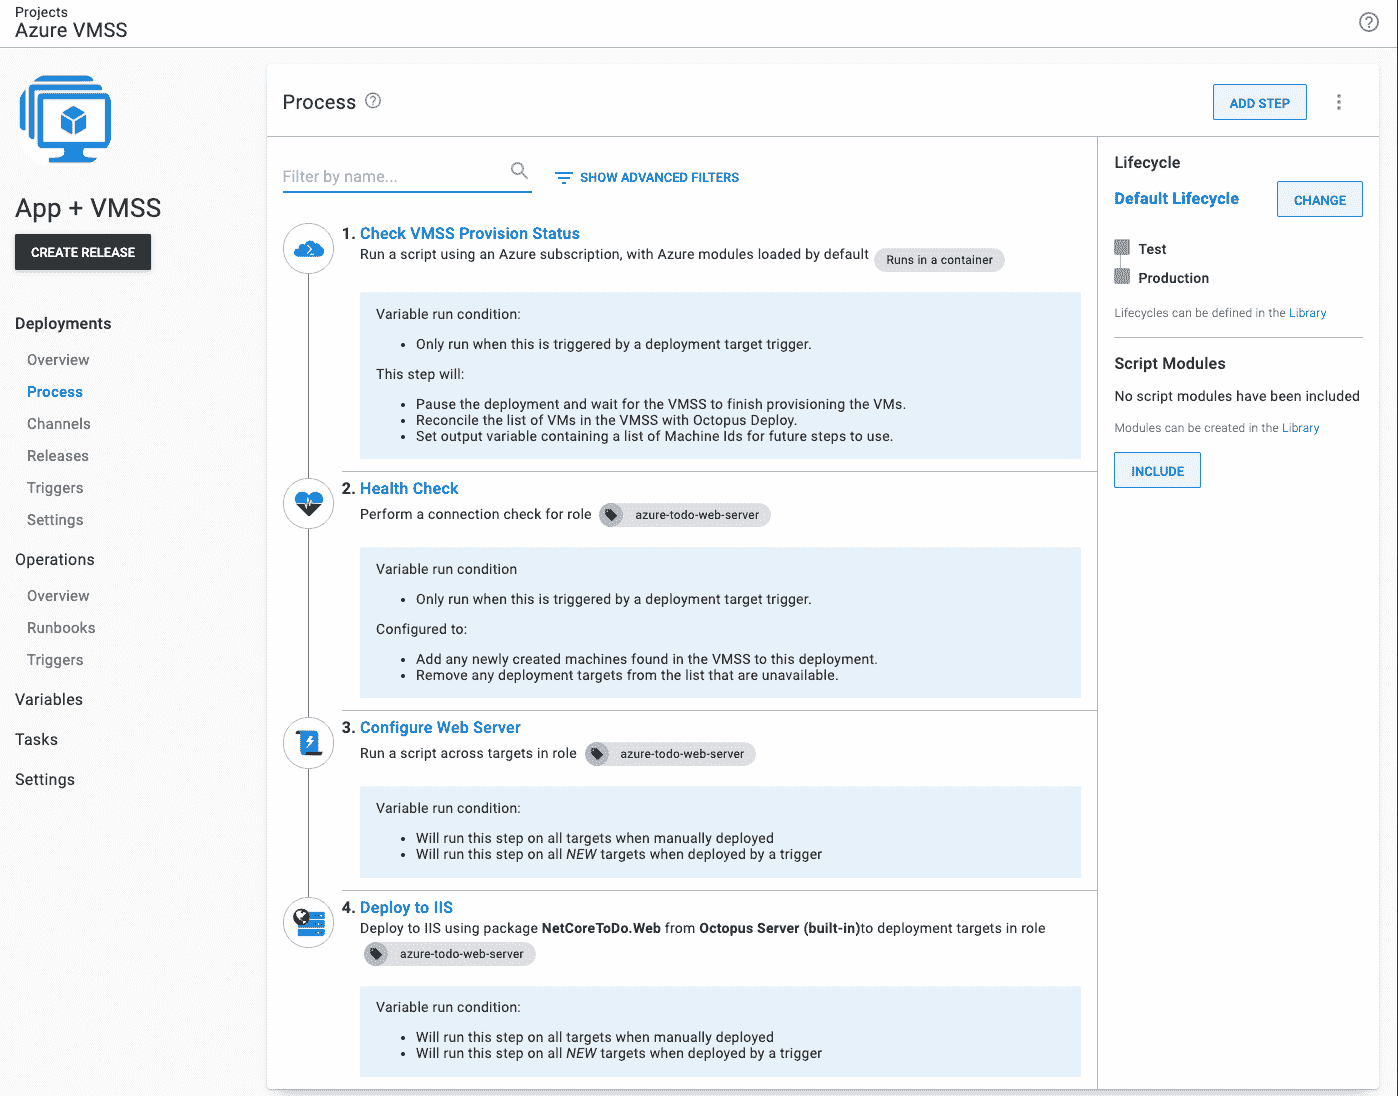 Projects
Azure VMSS
App + VMSS
CREATE RELEASE
Deployments
Overview
Process
Channels
Releases
Triggers
Settings
Operations
Overview
Runbooks
Triggers
Variables
Tasks
Settings
Process
ADD STEP
Filter by name...
SHOW ADVANCED FILTERS
1. Check VMSS Provision Status
Run a script using an Azure subscription, with Azure modules loaded by default Runs in a container
Variable run condition:
• Only run when this is triggered by a deployment target trigger.
This step will:
• Pause the deployment and wait for the VMSS to finish provisioning the VMs.
• Reconcile the list of VMs in the VMSS with Octopus Deploy.
• Set output variable containing a list of Machine Ids for future steps to use.
2. Health Check
Perform a connection check for role azure-todo-web-server
Variable run condition
• Only run when this is triggered by a deployment target trigger.
Configured to:
• Add any newly created machines found in the VMSS to this deployment.
• Remove any deployment targets from the list that are unavailable.
3. Configure Web Server
Run a script across targets in role azure-todo-web-server
Variable run condition:
• Will run this step on all targets when manually deployed
• Will run this step on all NEW targets when deployed by a trigger
4. Deploy to IIS
Deploy to IIS using package NetCoreToDo.Web from Octopus Server (built-in)to deployment targets in role
azure-todo-web-server
Variable run condition:
• Will run this step on all targets when manually deployed
• Will run this step on all NEW targets when deployed by a trigger
Lifecycle
Default Lifecycle
CHANGE
Test
Production
Lifecycles can be defined in the Library
Script Modules
No script modules have been included
Modules can be created in the Library
INCLUDE